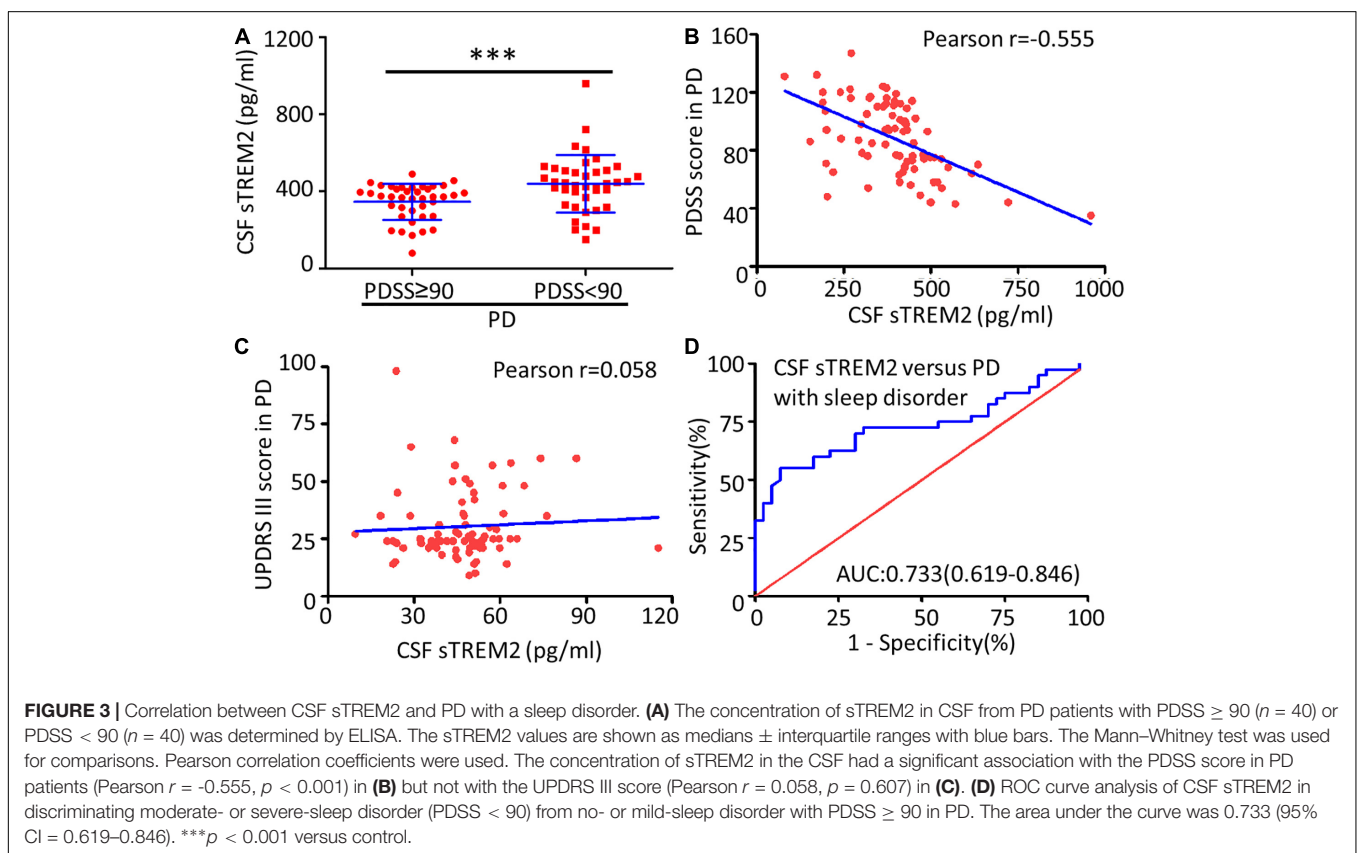 A
1200
800
400
0
CSF sTREM2 (pg/ml)
***
PDSS≥90
PDSS<90
PD
B
160
120
80
40
0
PDSS score in PD
Pearson r=-0.555
0
250
500
750
1000
CSF sTREM2 (pg/ml)
C
100
75
50
25
0
UPDRS III score in PD
Pearson r=0.058
0
30
60
90
120
CSF sTREM2 (pg/ml)
D
100
75
50
25
0
Sensitivity(%)
CSF sTREM2 versus PD
with sleep disorder
AUC:0.733(0.619-0.846)
0
25
50
75
100
1 - Specificity(%)
FIGURE 3 | Correlation between CSF sTREM2 and PD with a sleep disorder. (A) The concentration of sTREM2 in CSF from PD patients with PDSS ≥ 90 (n = 40) or
PDSS < 90 (n = 40) was determined by ELISA. The sTREM2 values are shown as medians ± interquartile ranges with blue bars. The Mann–Whitney test was used
for comparisons. Pearson correlation coefficients were used. The concentration of sTREM2 in the CSF had a significant association with the PDSS score in PD
patients (Pearson r = -0.555, p < 0.001) in (B) but not with the UPDRS III score (Pearson r = 0.058, p = 0.607) in (C). (D) ROC curve analysis of CSF sTREM2 in
discriminating moderate- or severe-sleep disorder (PDSS < 90) from no- or mild-sleep disorder with PDSS ≥ 90 in PD. The area under the curve was 0.733 (95%
CI = 0.619–0.846). ***p < 0.001 versus control.